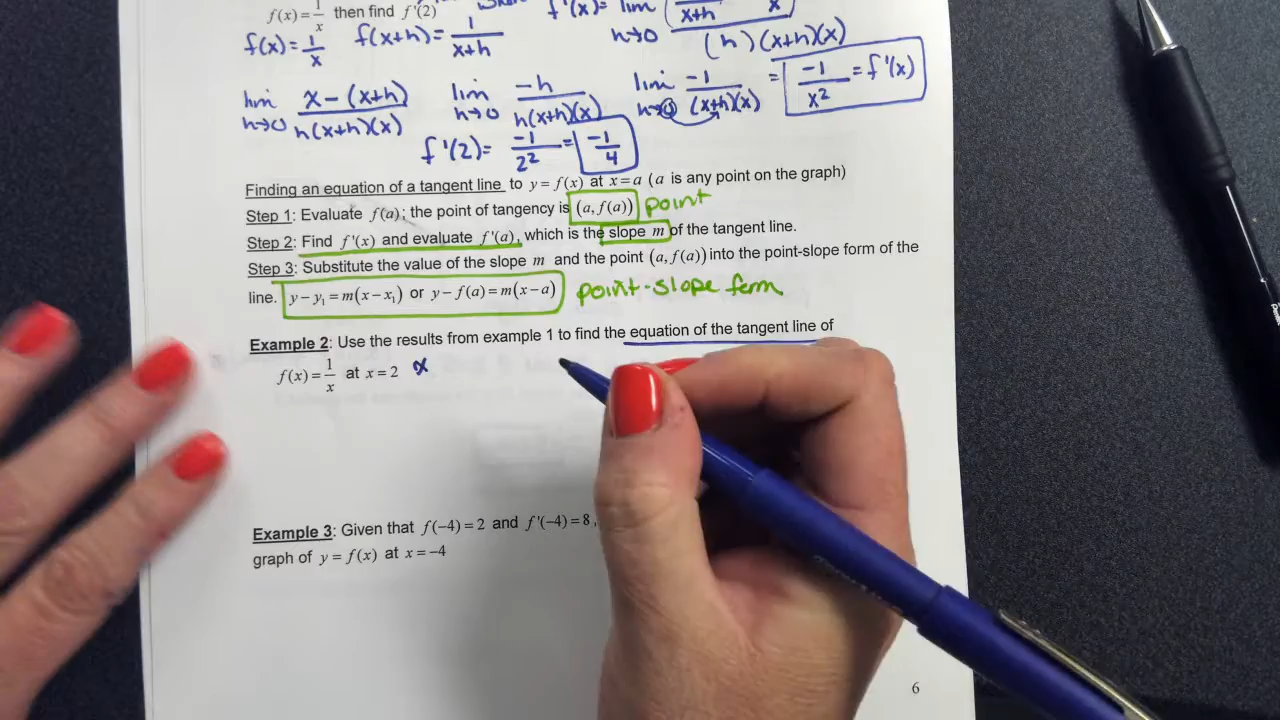 f(x)=1/x then find f'(2) f'(x)= lim x+h x
f(x)=1/x f(x+h)=1/(x+h) h→0 (h)(x+h)(x)
lim h→0 (x-(x+h))/(h(x+h)(x)) lim h→0 -h/(h(x+h)(x)) lim h→0 -1/((x+h)(x)) = -1/x² = f'(x)
f'(2)= -1/2² = -1/4
Finding an equation of a tangent line to y=f(x) at x=a (a is any point on the graph)
Step 1: Evaluate f(a); the point of tangency is (a, f(a)) point
Step 2: Find f'(x) and evaluate f'(a), which is the slope m of the tangent line.
Step 3: Substitute the value of the slope m and the point (a, f(a)) into the point-slope form of the
line. y-y₁=m(x-x₁) or y-f(a)=m(x-a) point-slope form
Example 2: Use the results from example 1 to find the equation of the tangent line of
f(x)=1/x at x=2
Example 3: Given that f(-4)=2 and f'(-4)=8,
graph of y=f(x) at x=-4
6